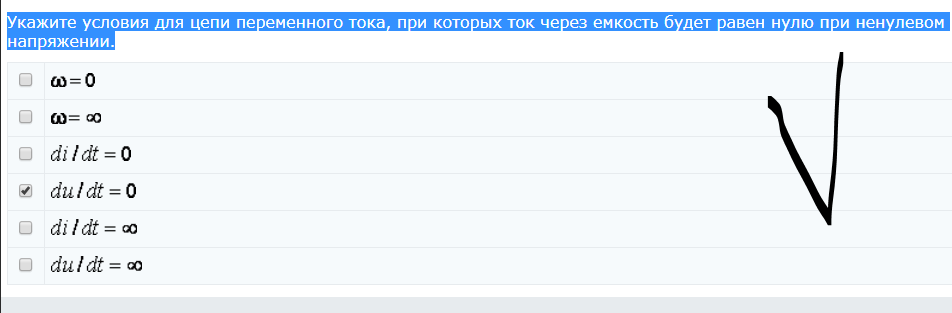 Укажите условия для цепи переменного тока, при которых ток через емкость будет равен нулю при ненулевом
напряжении.
ω = 0
ω = ∞
di / dt = 0
du / dt = 0
di / dt = ∞
du / dt = ∞